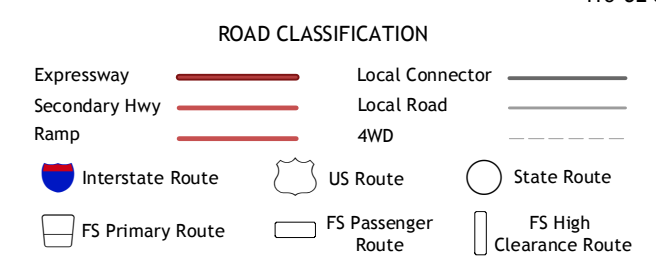 ROAD CLASSIFICATION
Expressway
Secondary Hwy
Ramp
Local Connector
Local Road
4WD
Interstate Route
US Route
State Route
FS Primary Route
FS Passenger
Route
FS High
Clearance Route